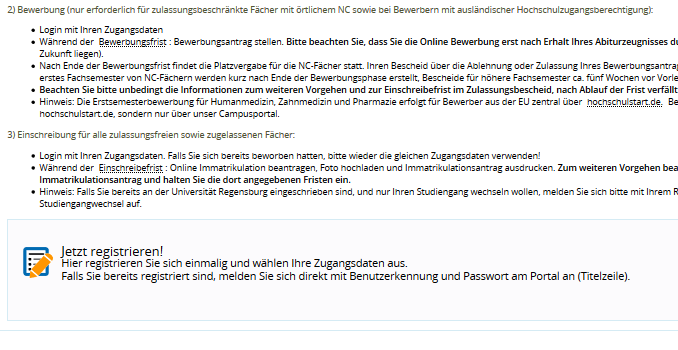 2) Bewerbung (nur erforderlich für zulassungsbeschränkte Fächer mit örtlichem NC sowie bei Bewerbern mit ausländischer Hochschulzugangsberechtigung):
• Login mit Ihren Zugangsdaten
• Während der Bewerbungsfrist : Bewerbungsantrag stellen. Bitte beachten Sie, dass Sie die Online Bewerbung erst nach Erhalt Ihres Abiturzeugnisses
Zukunft liegen).
• Nach Ende der Bewerbungsfrist findet die Platzvergabe für die NC-Fächer statt. Ihren Bescheid über die Ablehnung oder Zulassung Ihres Bewerbungsantra
erstes Fachsemester von NC-Fächern werden kurz nach Ende der Bewerbungsphase erstellt, Bescheide für höhere Fachsemester ca. fünf Wochen vor Vorle
• Beachten Sie bitte unbedingt die Informationen zum weiteren Vorgehen und zur Einschreibefrist im Zulassungsbescheid, nach Ablauf der Frist verfällt
• Hinweis: Die Erstsemesterbewerbung für Humanmedizin, Zahnmedizin und Pharmazie erfolgt für Bewerber aus der EU zentral über hochschulstart.de. Be
hochschulstart.de, sondern nur über unser Campusportal.
3) Einschreibung für alle zulassungsfreien sowie zugelassenen Fächer:
• Login mit Ihren Zugangsdaten. Falls Sie sich bereits beworben hatten, bitte wieder die gleichen Zugangsdaten verwenden!
• Während der Einschreibefrist : Online Immatrikulation beantragen, Foto hochladen und Immatrikulationsantrag ausdrucken. Zum weiteren Vorgehen bea
Immatrikulationsantrag und halten Sie die dort angegebenen Fristen ein.
• Hinweis: Falls Sie bereits an der Universität Regensburg eingeschrieben sind, und nur Ihren Studiengang wechseln wollen, melden Sie sich bitte mit Ihrem R
Studiengangwechsel auf.
Jetzt registrieren!
Hier registrieren Sie sich einmalig und wählen Ihre Zugangsdaten aus.
Falls Sie bereits registriert sind, melden Sie sich direkt mit Benutzerkennung und Passwort am Portal an (Titelzeile).